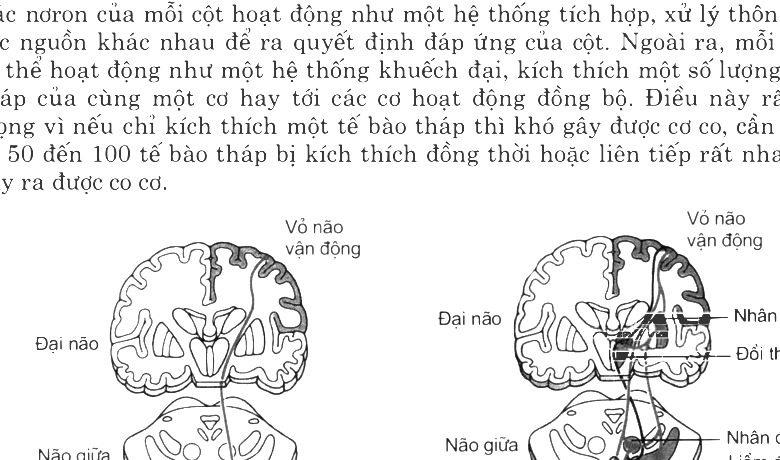 các nơron của mỗi cột hoạt động như một hệ thống tích hợp, xử lý thôn
nguồn khác nhau để ra quyết định đáp ứng của cột. Ngoài ra, mỗi
thể hoạt động như một hệ thống khuếch đại, kích thích một số lượng
áp của cùng một cơ hay tới các cơ hoạt động đồng bộ. Điều này rấ
ọng vì nếu chỉ kích thích một tế bào tháp thì khó gây được cơ co, cần
50 đến 100 tế bào tháp bị kích thích đồng thời hoặc liên tiếp rất nha
y ra được co cơ.
Vỏ não
vận động
Đại não
Não giữa
Vỏ não
vận động
Đại não
Nhân
Đồi th
Não giữa
Nhân